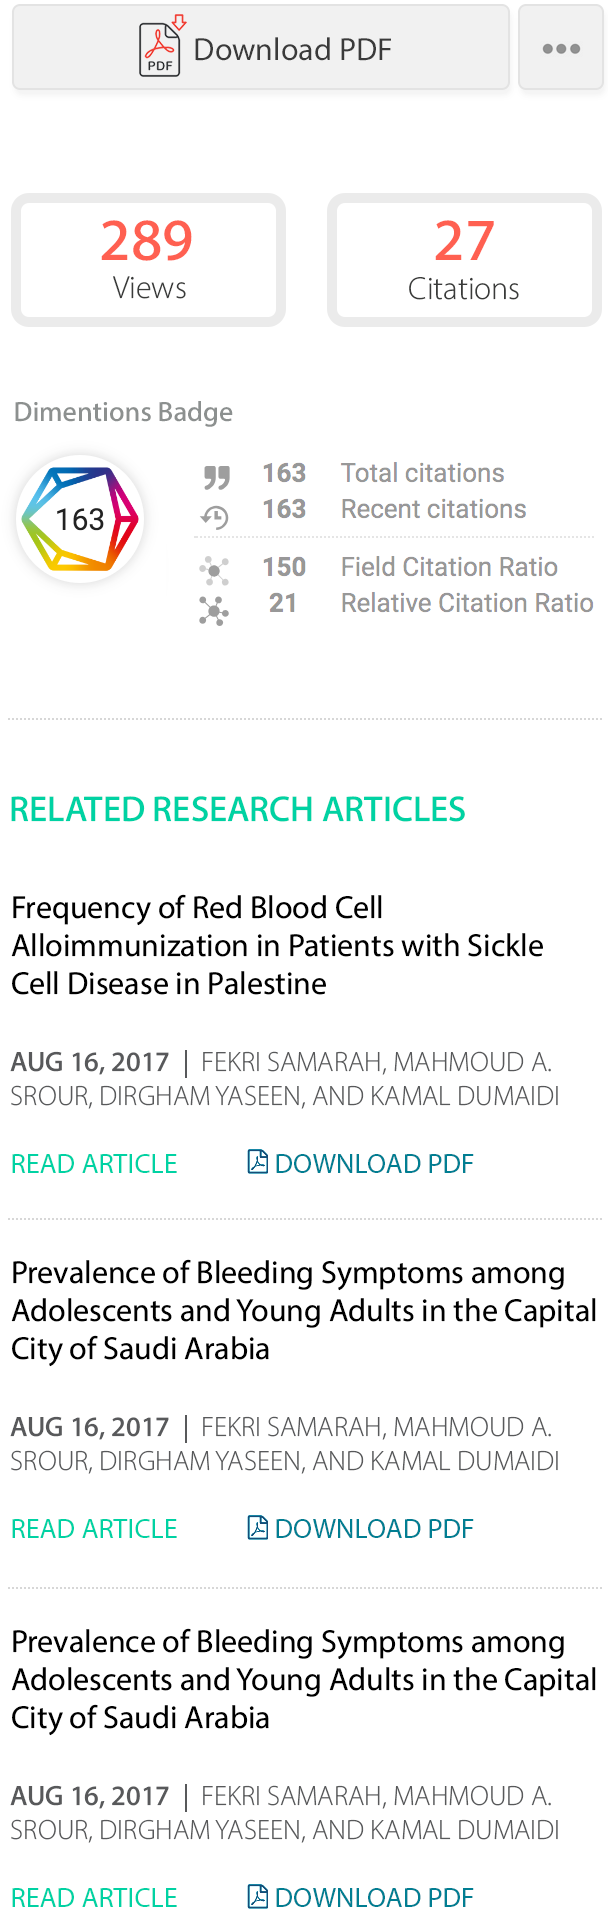 PDF
Download PDF
289
Views
27
Citations
Dimentions Badge
163
163 Total citations
163 Recent citations
150 Field Citation Ratio
21 Relative Citation Ratio
RELATED RESEARCH ARTICLES
Frequency of Red Blood Cell
Alloimmunization in Patients with Sickle
Cell Disease in Palestine
AUG 16, 2017 | FEKRI SAMARAH, MAHMOUD A.
SROUR, DIRGHAM YASEEN, AND KAMAL DUMAIDI
READ ARTICLE DOWNLOAD PDF
Prevalence of Bleeding Symptoms among
Adolescents and Young Adults in the Capital
City of Saudi Arabia
AUG 16, 2017 | FEKRI SAMARAH, MAHMOUD A.
SROUR, DIRGHAM YASEEN, AND KAMAL DUMAIDI
READ ARTICLE DOWNLOAD PDF
Prevalence of Bleeding Symptoms among
Adolescents and Young Adults in the Capital
City of Saudi Arabia
AUG 16, 2017 | FEKRI SAMARAH, MAHMOUD A.
SROUR, DIRGHAM YASEEN, AND KAMAL DUMAIDI
READ ARTICLE DOWNLOAD PDF